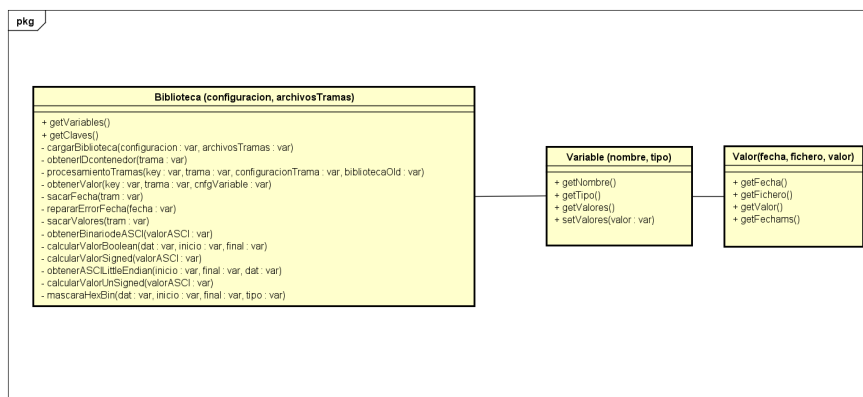 pkg
Biblioteca (configuracion, archivosTramas)
+ getVariables()
+ getClaves()
- cargarBiblioteca(configuracion : var, archivosTramas : var)
- obtenerIDcontenedor(trama : var)
- procesamientoTramas(key : var, trama : var, configuracionTrama : var, bibliotecaOld : var)
- obtenerValor(key : var, trama : var, cnfgVariable : var)
- sacarFecha(tram : var)
- repararErrorFecha(fecha : var)
- sacarValores(tram : var)
- obtenerBinariodeASCI(valorASCI : var)
- calcularValorBoolean(dat : var, inicio : var, final : var)
- calcularValorSigned(valorASCI : var)
- obtenerASCILittleEndian(inicio : var, final : var, dat : var)
- calcularValorUnSigned(valorASCI : var)
- mascaraHexBin(dat : var, inicio : var, final : var, tipo : var)
Variable (nombre, tipo)
+ getNombre()
+ getTipo()
+ getValores()
+ setValores(valor : var)
Valor(fecha, fichero, valor)
+ getFecha()
+ getFichero()
+ getValor()
+ getFechams()